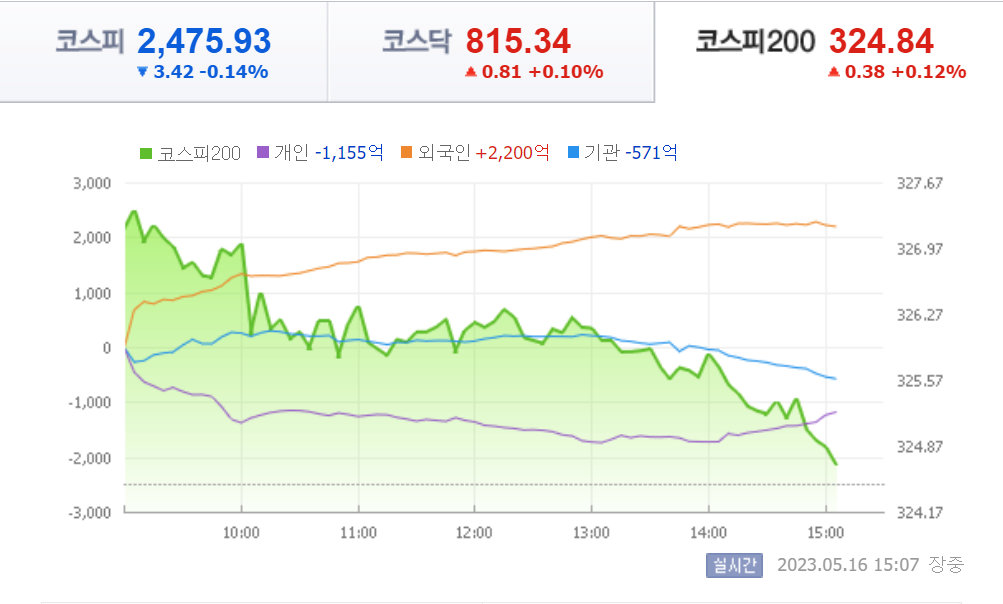 코스피 2,475.93
▼ 3.42 -0.14%
코스닥 815.34
▲ 0.81 +0.10%
코스피200 324.84
▲ 0.38 +0.12%
코스피200 개인 -1,155억 외국인 +2,200억 기관 -571억
3,000 327.67
2,000 326.97
1,000 326.27
0 325.57
-1,000 324.87
-2,000 324.17
-3,000
10:00 11:00 12:00 13:00 14:00 15:00
실시간 2023.05.16 15:07 장중